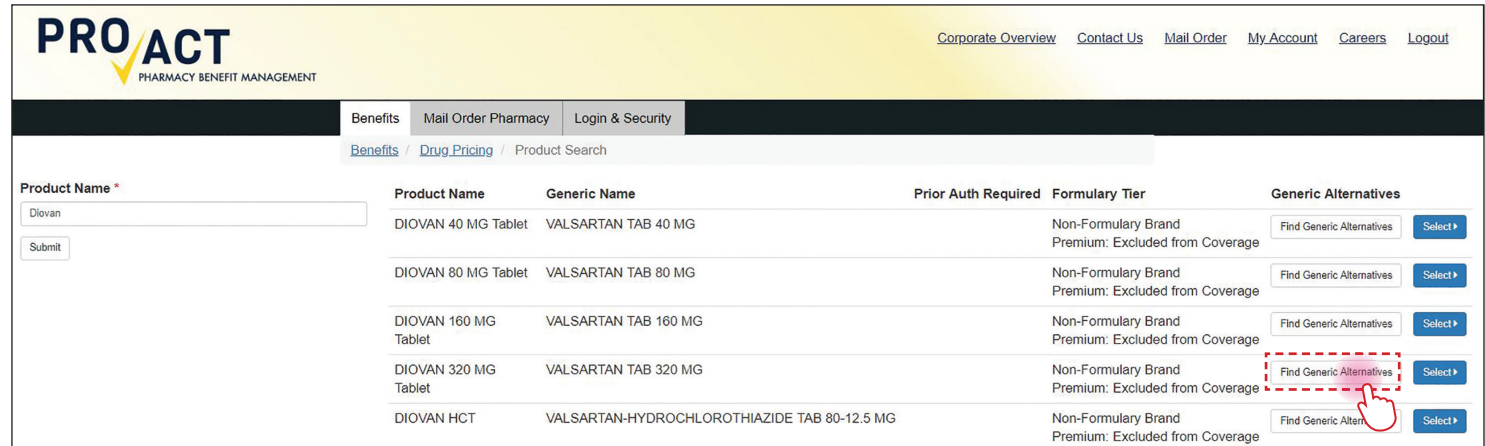 PRO ACT
PHARMACY BENEFIT MANAGEMENT
Corporate Overview Contact Us Mail Order My Account Careers Logout
Benefits Mail Order Pharmacy Login & Security
Benefits / Drug Pricing / Product Search
Product Name *
Diovan
Submit
Product Name Generic Name Prior Auth Required Formulary Tier Generic Alternatives
DIOVAN 40 MG Tablet VALSARTAN TAB 40 MG Non-Formulary Brand Find Generic Alternatives Select
Premium: Excluded from Coverage
DIOVAN 80 MG Tablet VALSARTAN TAB 80 MG Non-Formulary Brand Find Generic Alternatives Select
Premium: Excluded from Coverage
DIOVAN 160 MG VALSARTAN TAB 160 MG Non-Formulary Brand Find Generic Alternatives Select
Tablet Premium: Excluded from Coverage
DIOVAN 320 MG VALSARTAN TAB 320 MG Non-Formulary Brand Find Generic Alternatives Select
Tablet Premium: Excluded from Coverage
DIOVAN HCT VALSARTAN-HYDROCHLOROTHIAZIDE TAB 80-12.5 MG Non-Formulary Brand Find Generic Select
Premium: Excluded from Coverage